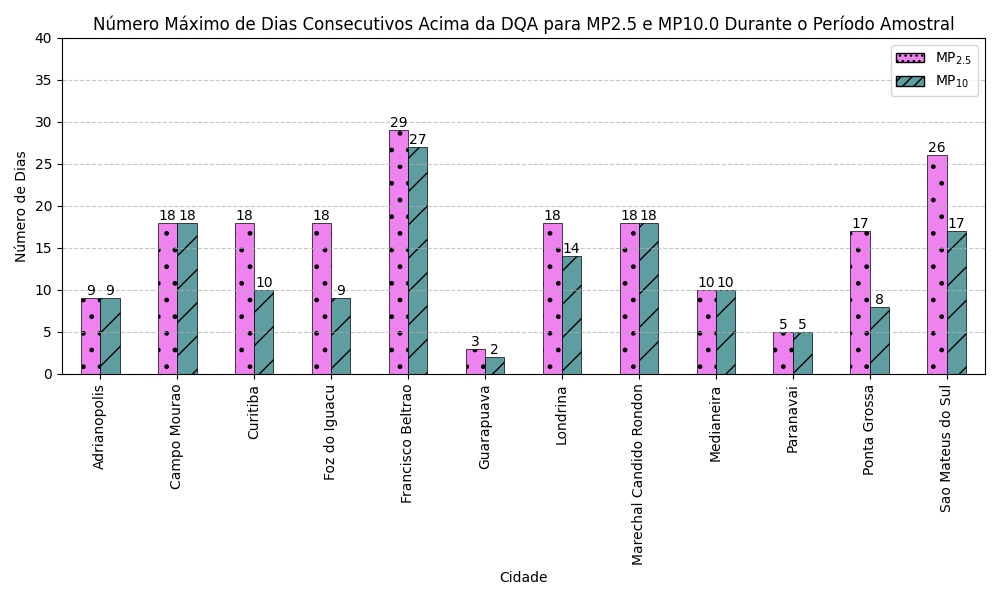 Número Máximo de Dias Consecutivos Acima da DQA para MP2.5 e MP10.0 Durante o Período Amostral
MP2.5
MP10
Número de Dias
40
35
30
25
20
15
10
5
0
9 9
18 18
18 10
18 9
29 27
3 2
18 14
18 18
10 10
5 5
17 8
26 17
Adrianopolis
Campo Mourao
Curitiba
Foz do Iguacu
Francisco Beltrao
Guarapuava
Londrina
Marechal Candido Rondon
Medianeira
Paranavai
Ponta Grossa
Sao Mateus do Sul
Cidade